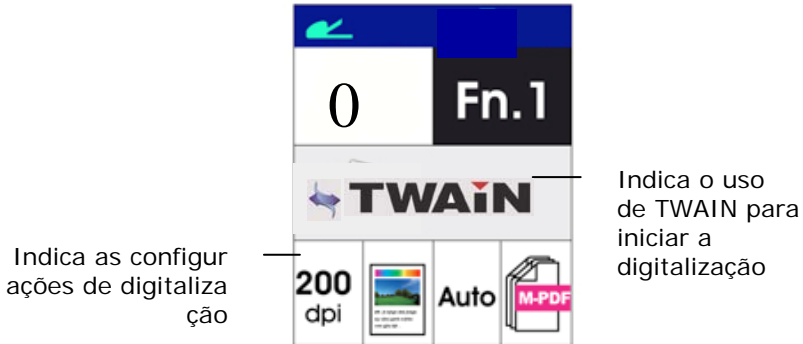 0
Fn.1
TWAIN
Indica o uso
de TWAIN para
iniciar a
digitalização
Indica as configur
ações de digitaliza
ção
200
dpi
Auto
M-PDF